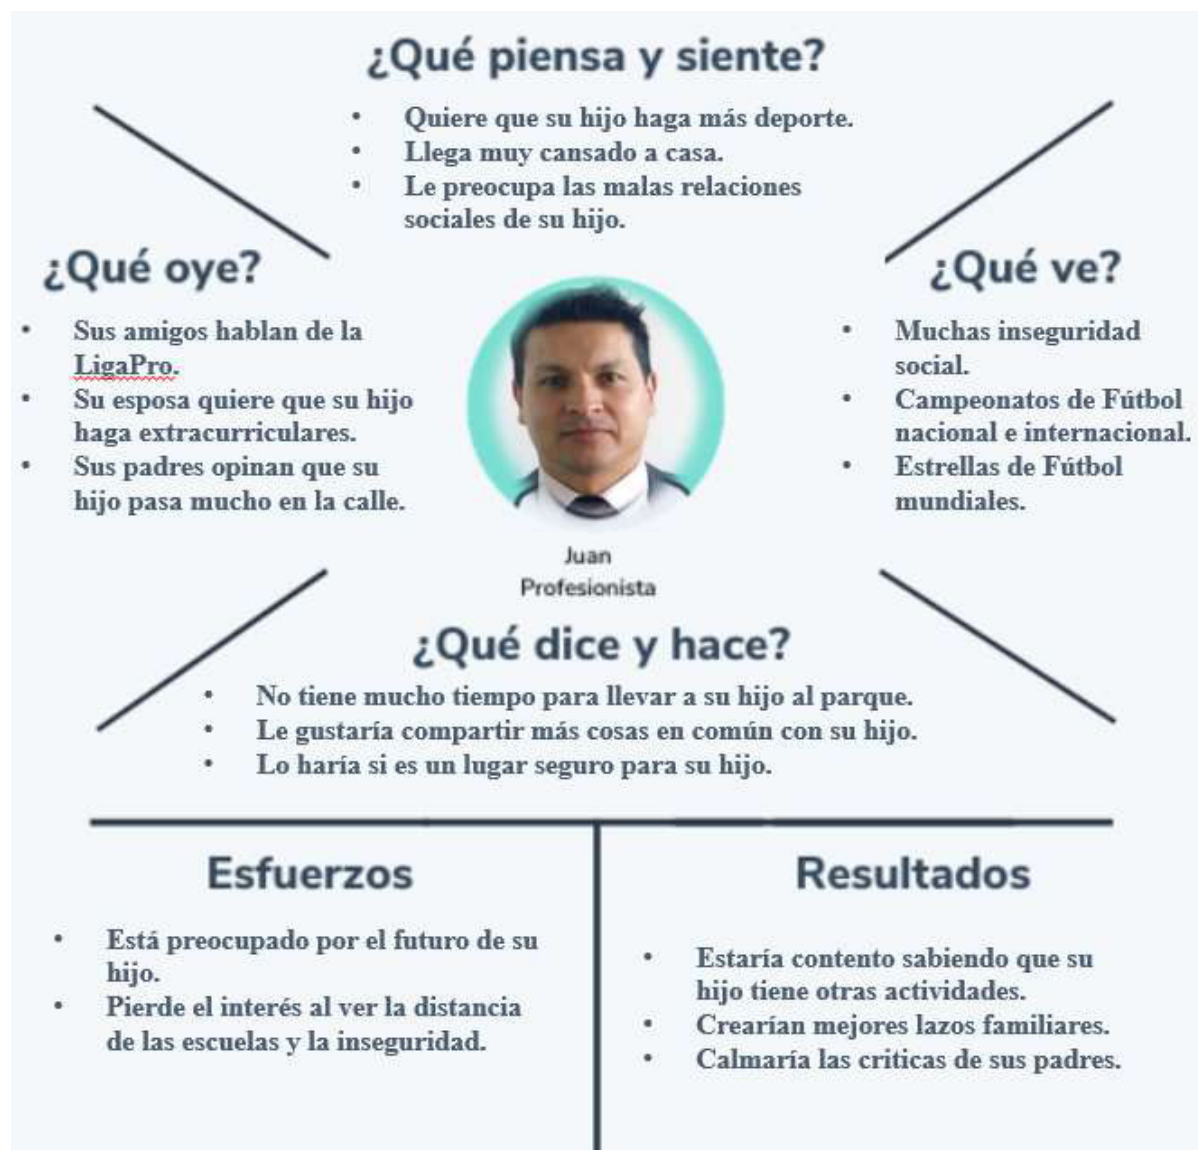 ¿Qué piensa y siente?
• Quiere que su hijo haga más deporte.
• Llega muy cansado a casa.
• Le preocupa las malas relaciones
sociales de su hijo.
¿Qué oye?
• Sus amigos hablan de la
LigaPro.
• Su esposa quiere que su hijo
haga extracurriculares.
• Sus padres opinan que su
hijo pasa mucho en la calle.
¿Qué ve?
• Muchas inseguridad
social.
• Campeonatos de Fútbol
nacional e internacional.
• Estrellas de Fútbol
mundiales.
Juan
Profesionista
¿Qué dice y hace?
• No tiene mucho tiempo para llevar a su hijo al parque.
• Le gustaría compartir más cosas en común con su hijo.
• Lo haría si es un lugar seguro para su hijo.
Esfuerzos
• Está preocupado por el futuro de su
hijo.
• Pierde el interés al ver la distancia
de las escuelas y la inseguridad.
Resultados
• Estaría contento sabiendo que su
hijo tiene otras actividades.
• Crearían mejores lazos familiares.
• Calmaría las criticas de sus padres.